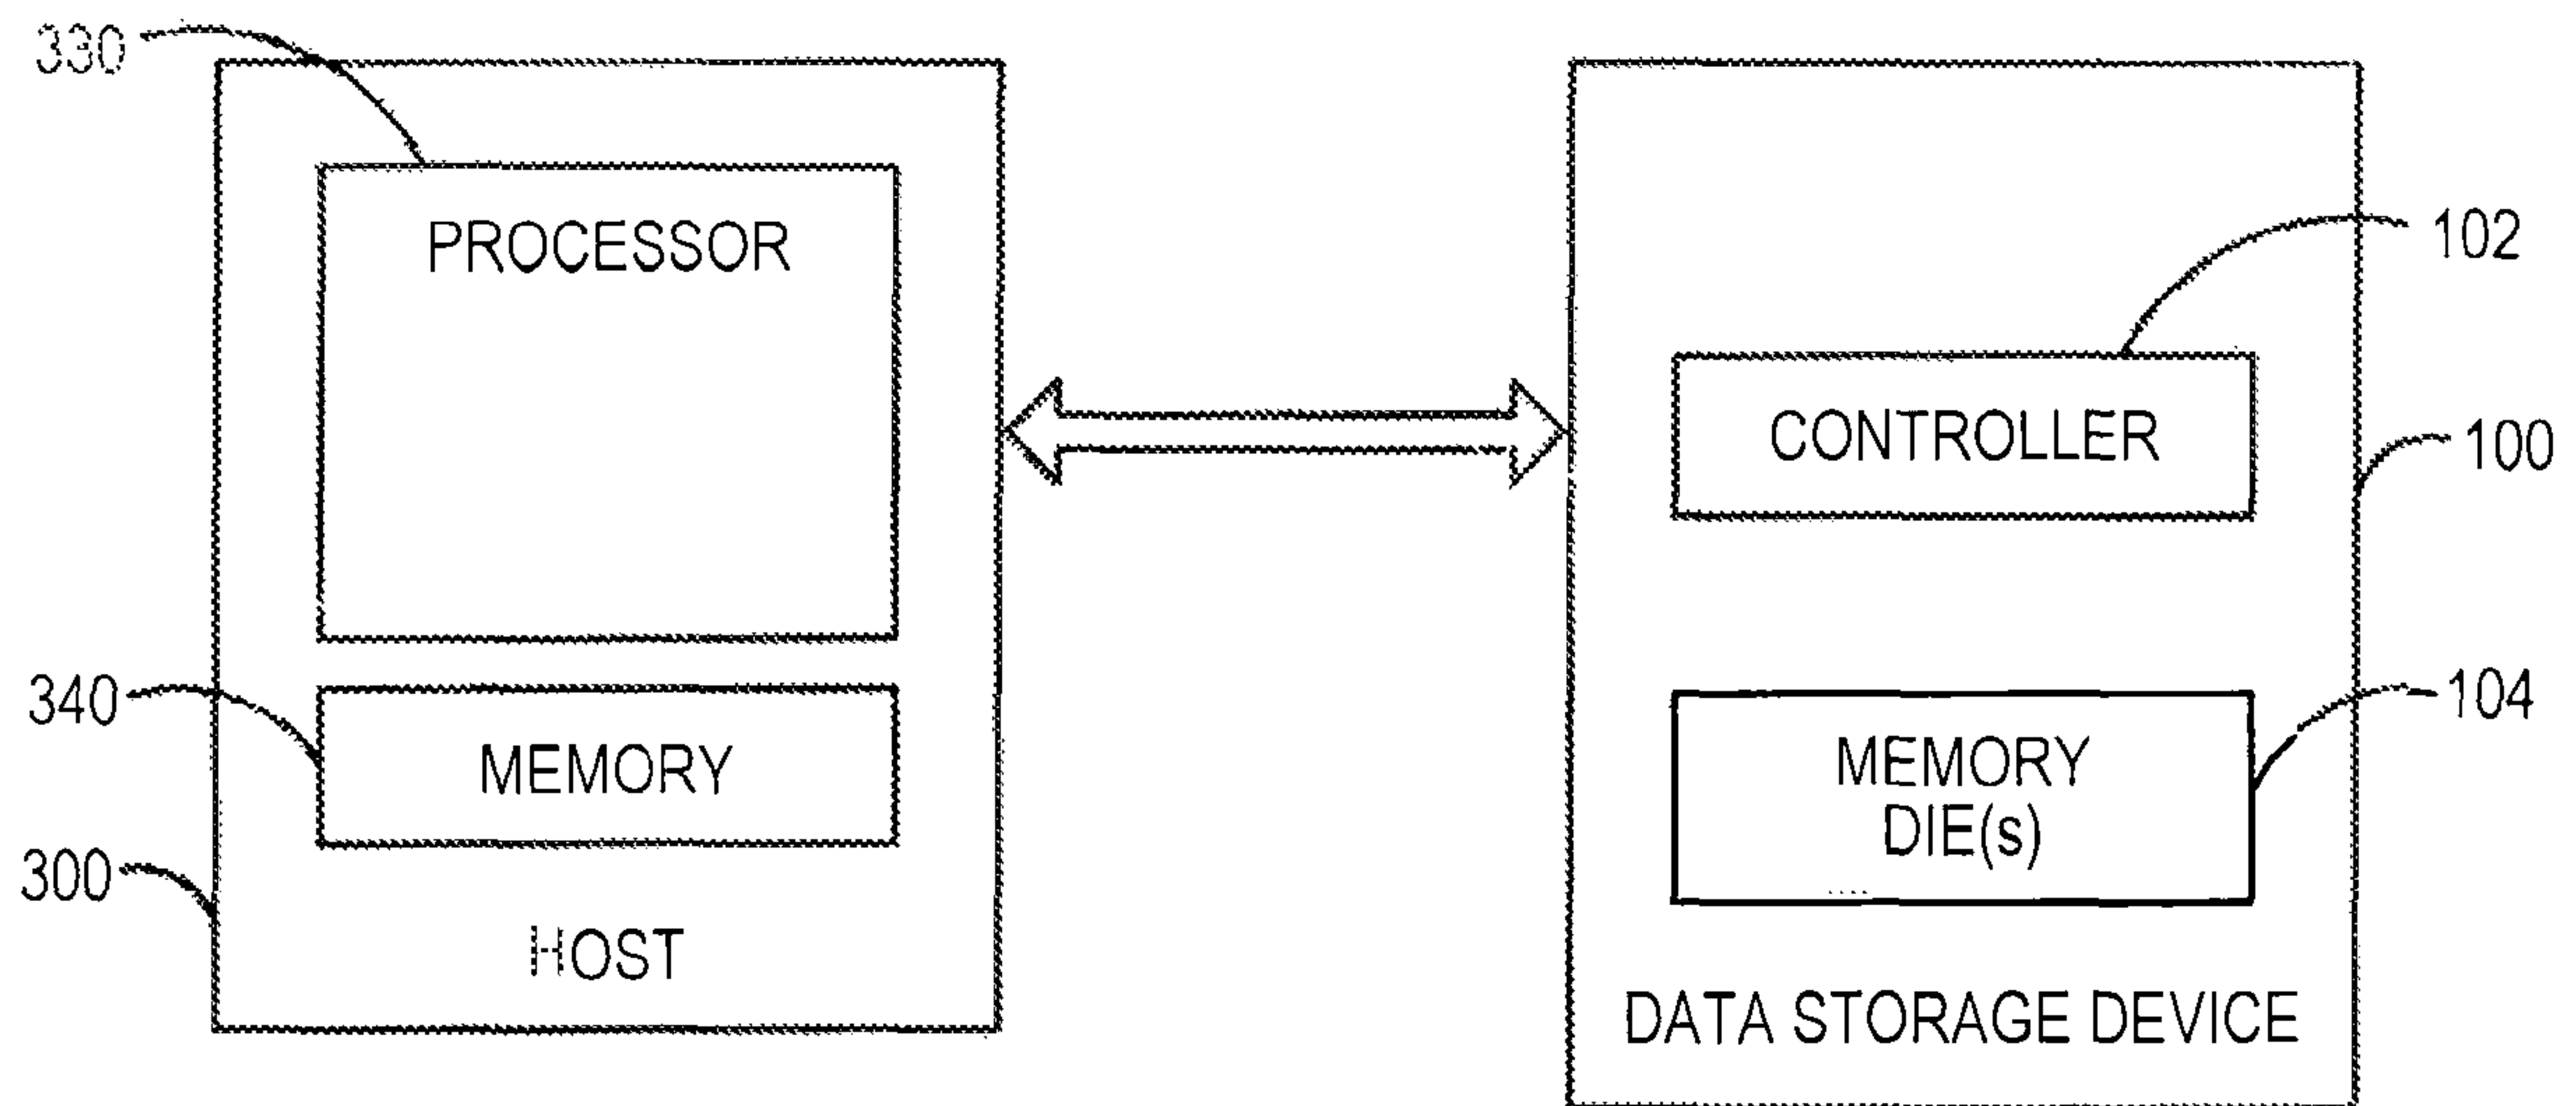 330
PROCESSOR
340
MEMORY
300
HOST
102
CONTROLLER
100
104
MEMORY
DIE(s)
DATA STORAGE DEVICE